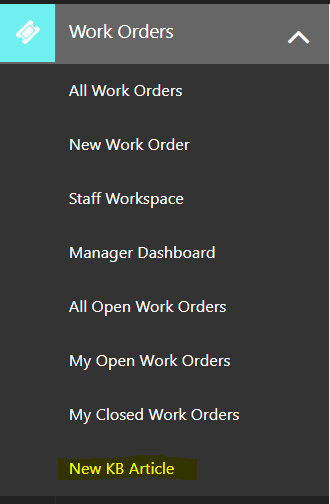 Work Orders
All Work Orders
New Work Order
Staff Workspace
Manager Dashboard
All Open Work Orders
My Open Work Orders
My Closed Work Orders
New KB Article